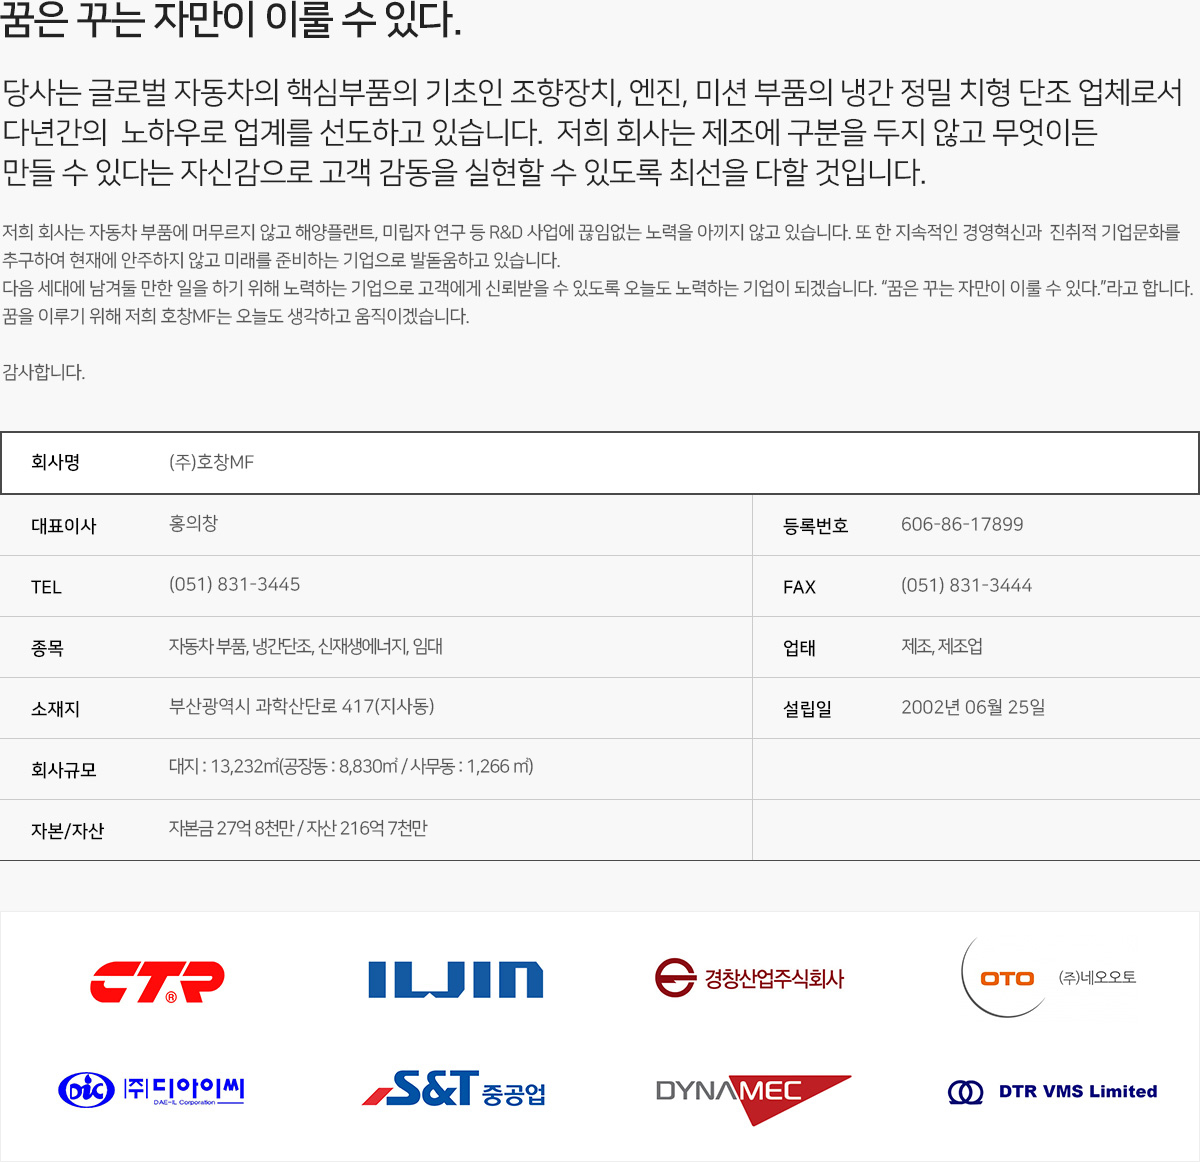 꿈은 꾸는 자만이 이룰 수 있다.
당사는 글로벌 자동차의 핵심부품의 기초인 조향장치, 엔진, 미션 부품의 냉간 정밀 치형 단조 업체로서
다년간의 노하우로 업계를 선도하고 있습니다. 저희 회사는 제조에 구분을 두지 않고 무엇이든
만들 수 있다는 자신감으로 고객 감동을 실현할 수 있도록 최선을 다할 것입니다.
저희 회사는 자동차 부품에 머무르지 않고 해양플랜트, 미립자 연구 등 R&D 사업에 끊임없는 노력을 아끼지 않고 있습니다. 또 한 지속적인 경영혁신과 진취적 기업문화를
추구하여 현재에 안주하지 않고 미래를 준비하는 기업으로 발돋움하고 있습니다.
다음 세대에 남겨둘 만한 일을 하기 위해 노력하는 기업으로 고객에게 신뢰받을 수 있도록 오늘도 노력하는 기업이 되겠습니다. “꿈은 꾸는 자만이 이룰 수 있다.”라고 합니다.
꿈을 이루기 위해 저희 호창MF는 오늘도 생각하고 움직이겠습니다.
감사합니다.
회사명 (주)호창MF
대표이사 홍의창 등록번호 606-86-17899
TEL (051) 831-3445 FAX (051) 831-3444
종목 자동차 부품, 냉간단조, 신재생에너지, 임대 업태 제조, 제조업
소재지 부산광역시 과학산단로 417(지사동) 설립일 2002년 06월 25일
회사규모 대지 : 13,232㎡(공장동 : 8,830㎡ / 사무동 : 1,266 ㎡)
자본/자산 자본금 27억 8천만 / 자산 216억 7천만
CTR® ILJIN 경창산업주식회사 OTO (주)네오오토
DIC (주)디아이씨 DAE-IL Corporation S&T중공업 DYNAMEC DTR VMS Limited